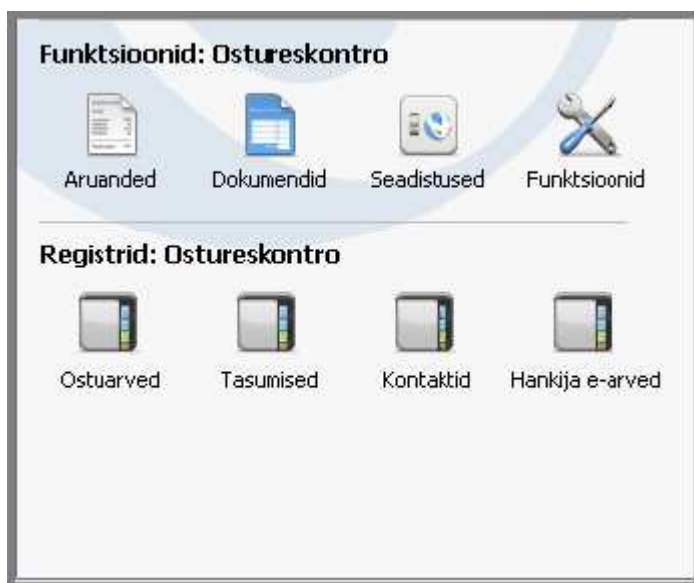 Funktsioonid: Ostureskontro
Aruanded Dokumendid Seadistused Funktsioonid
Registrid: Ostureskontro
Ostuarved Tasumised Kontaktid Hankija e-arved